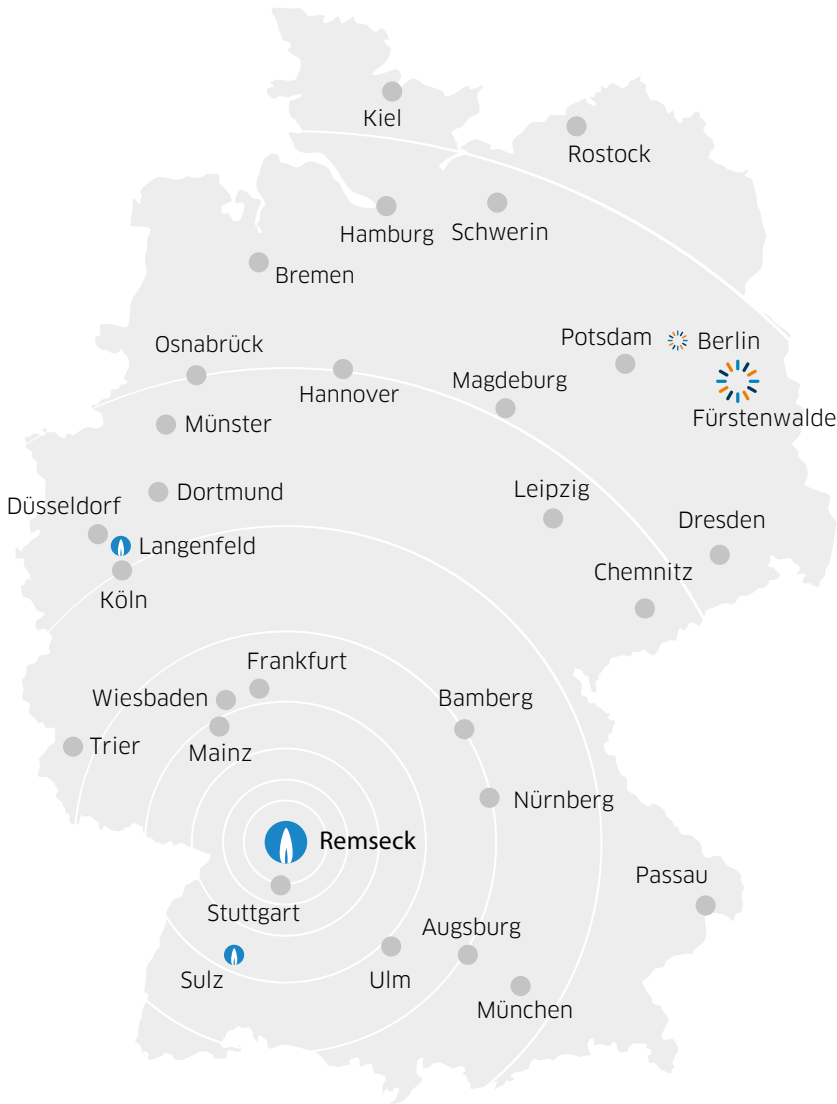 Kiel
Rostock
Hamburg
Schwerin
Bremen
Potsdam
Berlin
Osnabrück
Hannover
Magdeburg
Fürstenwalde
Münster
Dortmund
Leipzig
Düsseldorf
Dresden
Langenfeld
Chemnitz
Köln
Frankfurt
Wiesbaden
Bamberg
Trier
Mainz
Nürnberg
Remseck
Passau
Stuttgart
Augsburg
Sulz
Ulm
München